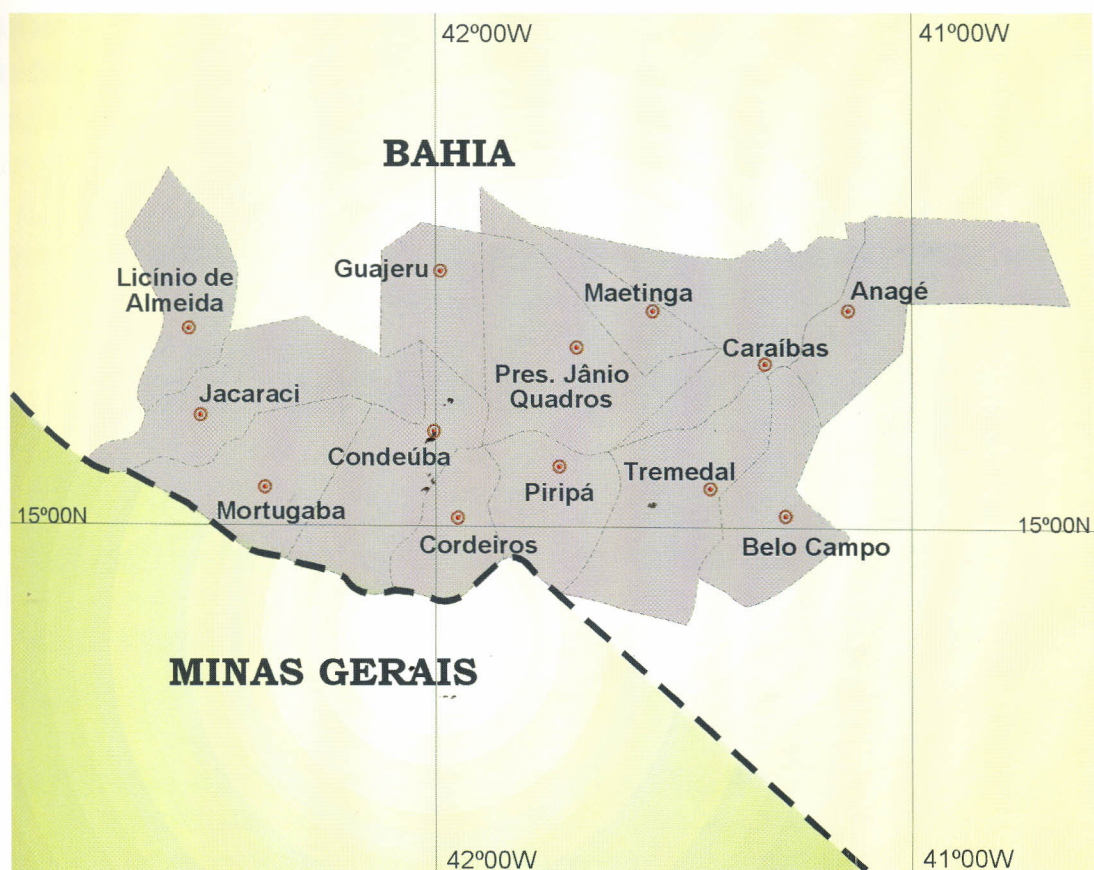 42º00W
41º00W
BAHIA
Guajeru
Licínio de
Almeida
Maetinga
Anagé
Caraíbas
Pres. Jânio
Quadros
Jacaraci
Condeúba
Tremedal
Piripá
Mortugaba
15º00N
15º00N
Cordeiros
Belo Campo
MINAS GERAIS
42º00W
41º00W